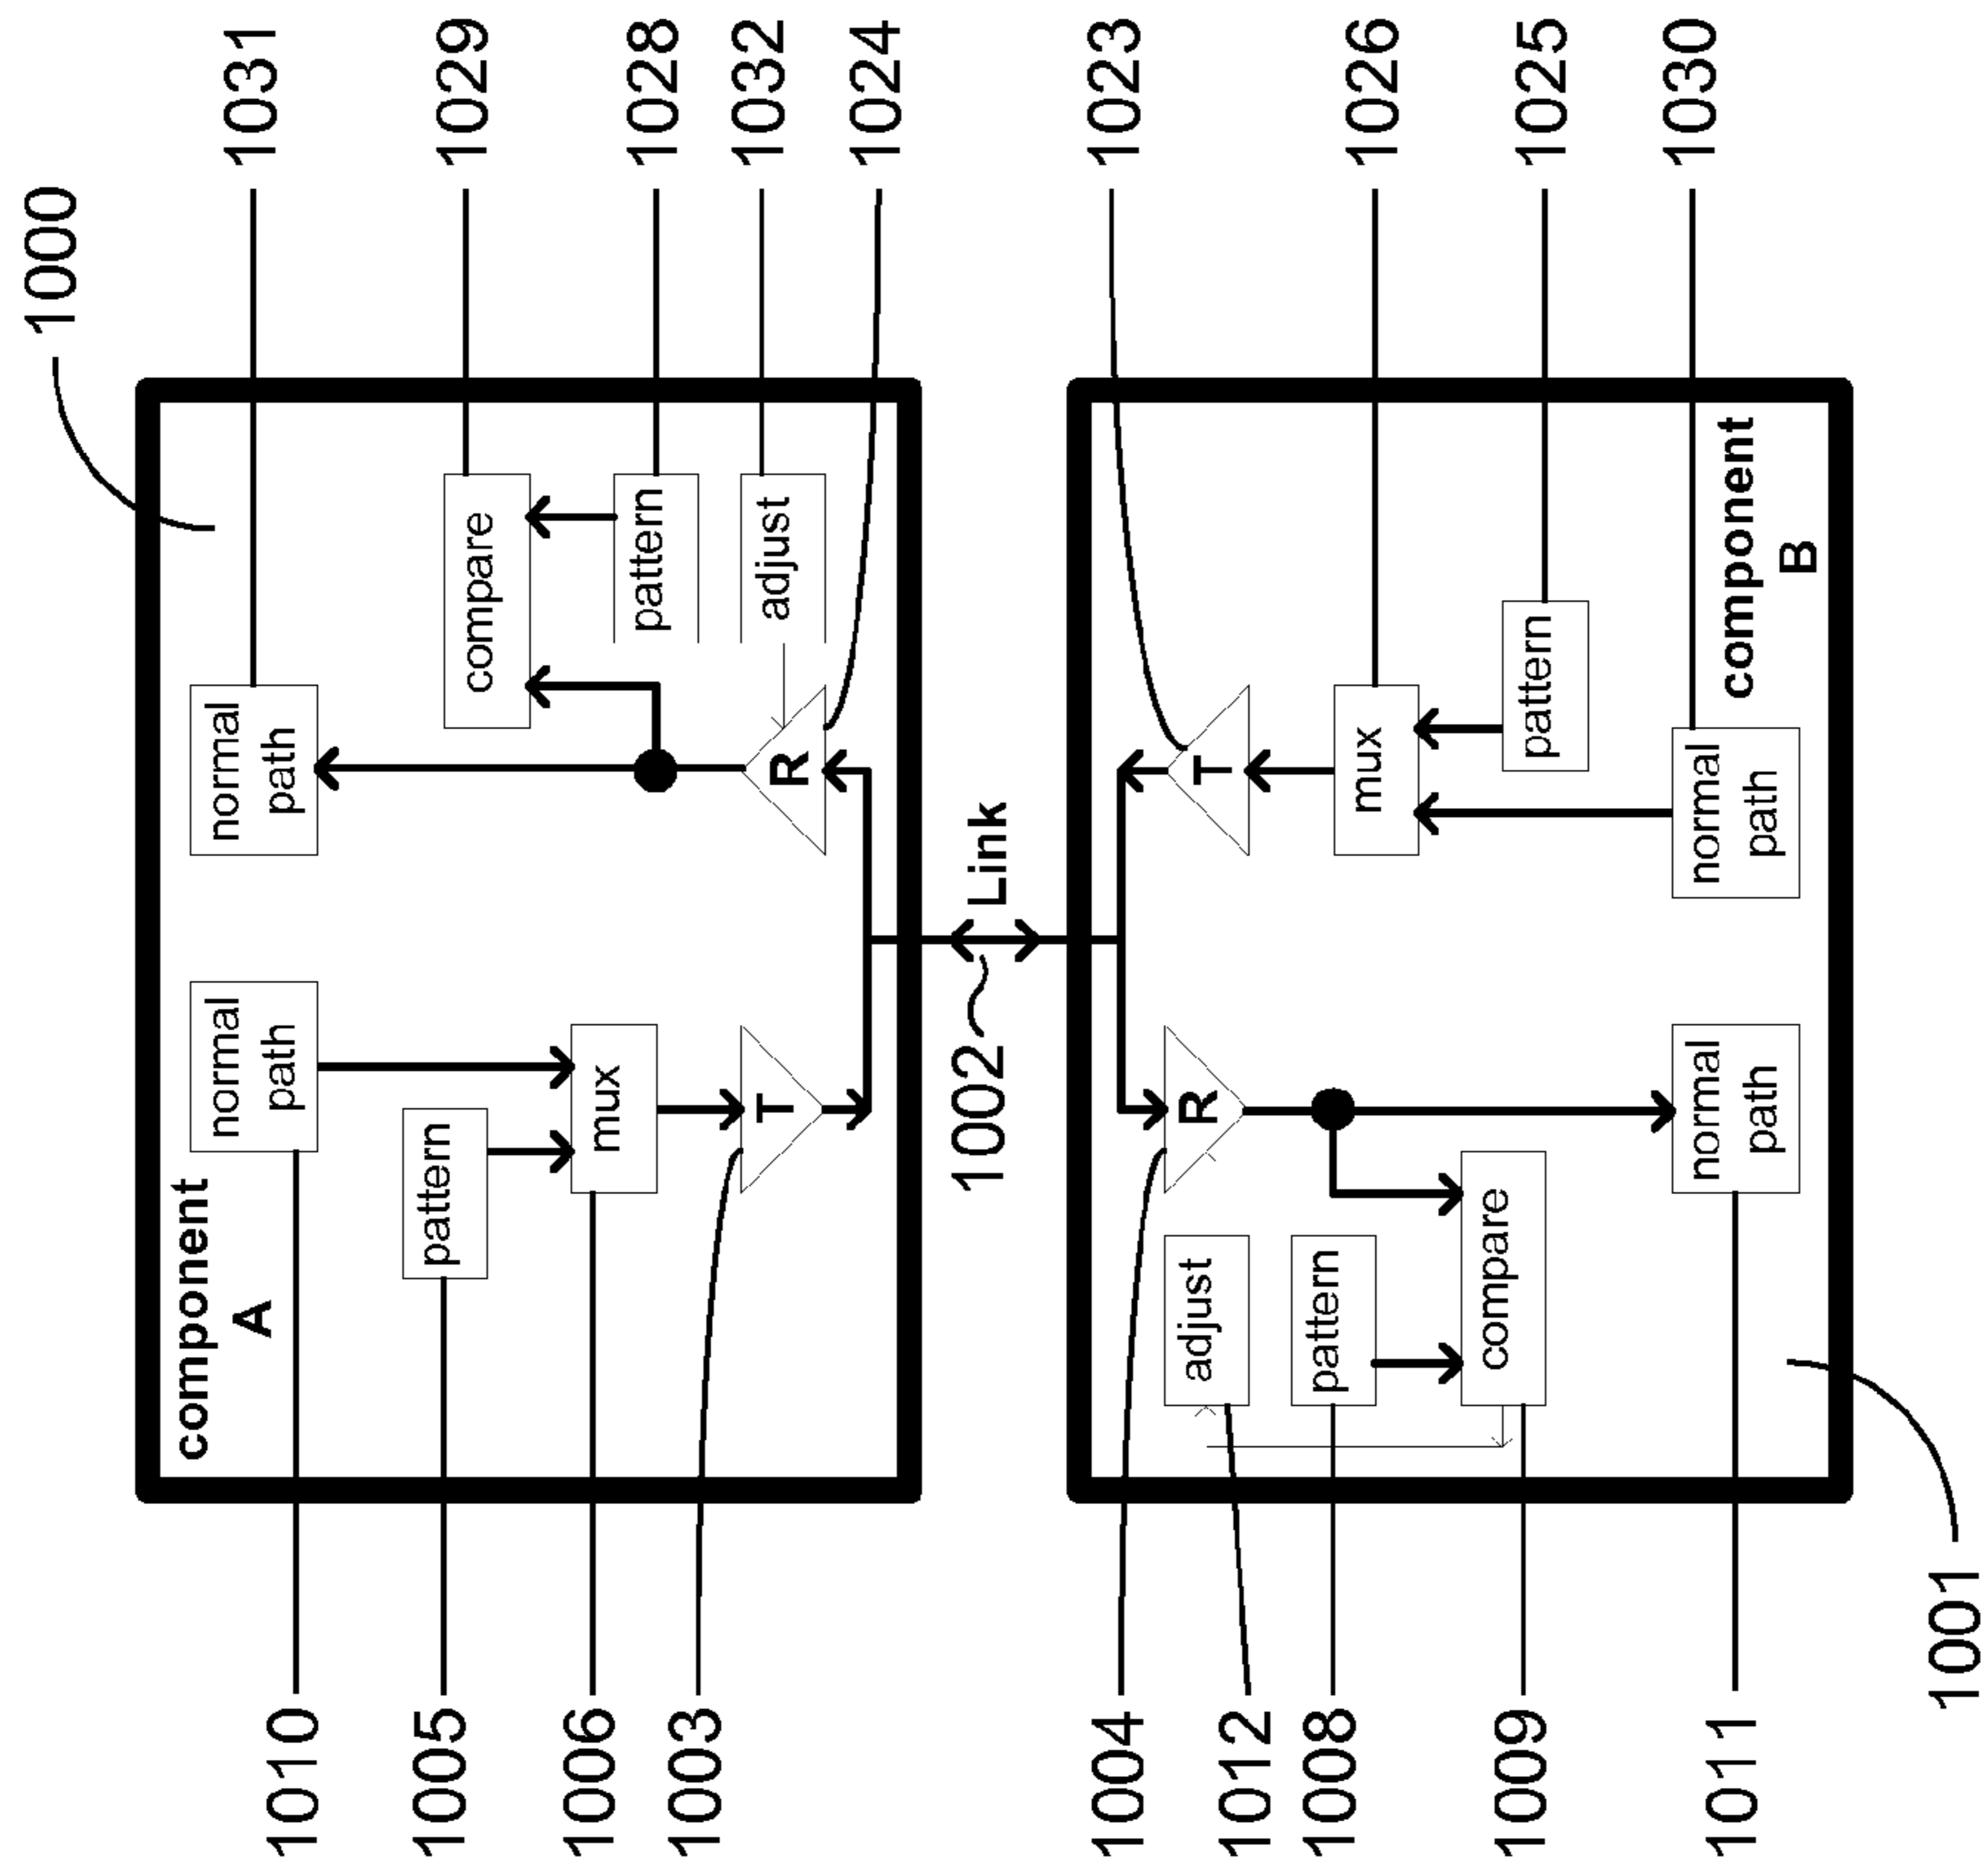 1010
1005
1006
1003
1004
1012
1008
1009
1011
1001
component
A
normal
path
pattern
mux
T
normal
path
compare
pattern
adjust
R
1002
Link
R
adjust
pattern
compare
normal
path
T
mux
pattern
normal
path
component
B
1000
1031
1029
1028
1032
1024
1023
1026
1025
1030